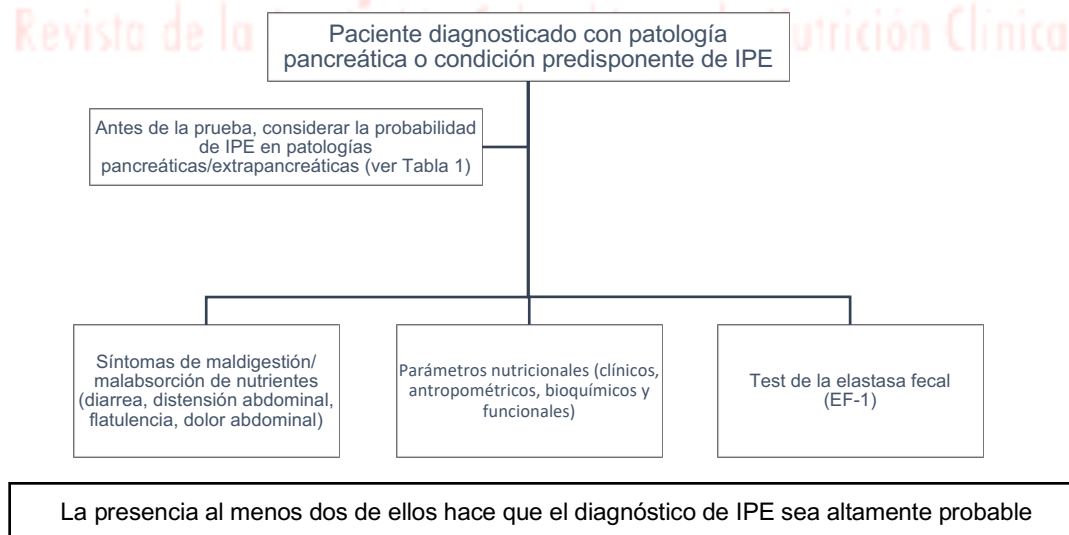 Revista de la
utrición Clínica
Paciente diagnosticado con patología
pancreática o condición predisponente de IPE
Antes de la prueba, considerar la probabilidad
de IPE en patologías
pancreáticas/extrapancreáticas (ver Tabla 1)
Síntomas de maldigestión/
malabsorción de nutrientes
(diarrea, distensión abdominal,
flatulencia, dolor abdominal)
Parámetros nutricionales (clínicos,
antropométricos, bioquímicos y
funcionales)
Test de la elastasa fecal
(EF-1)
La presencia al menos dos de ellos hace que el diagnóstico de IPE sea altamente probable